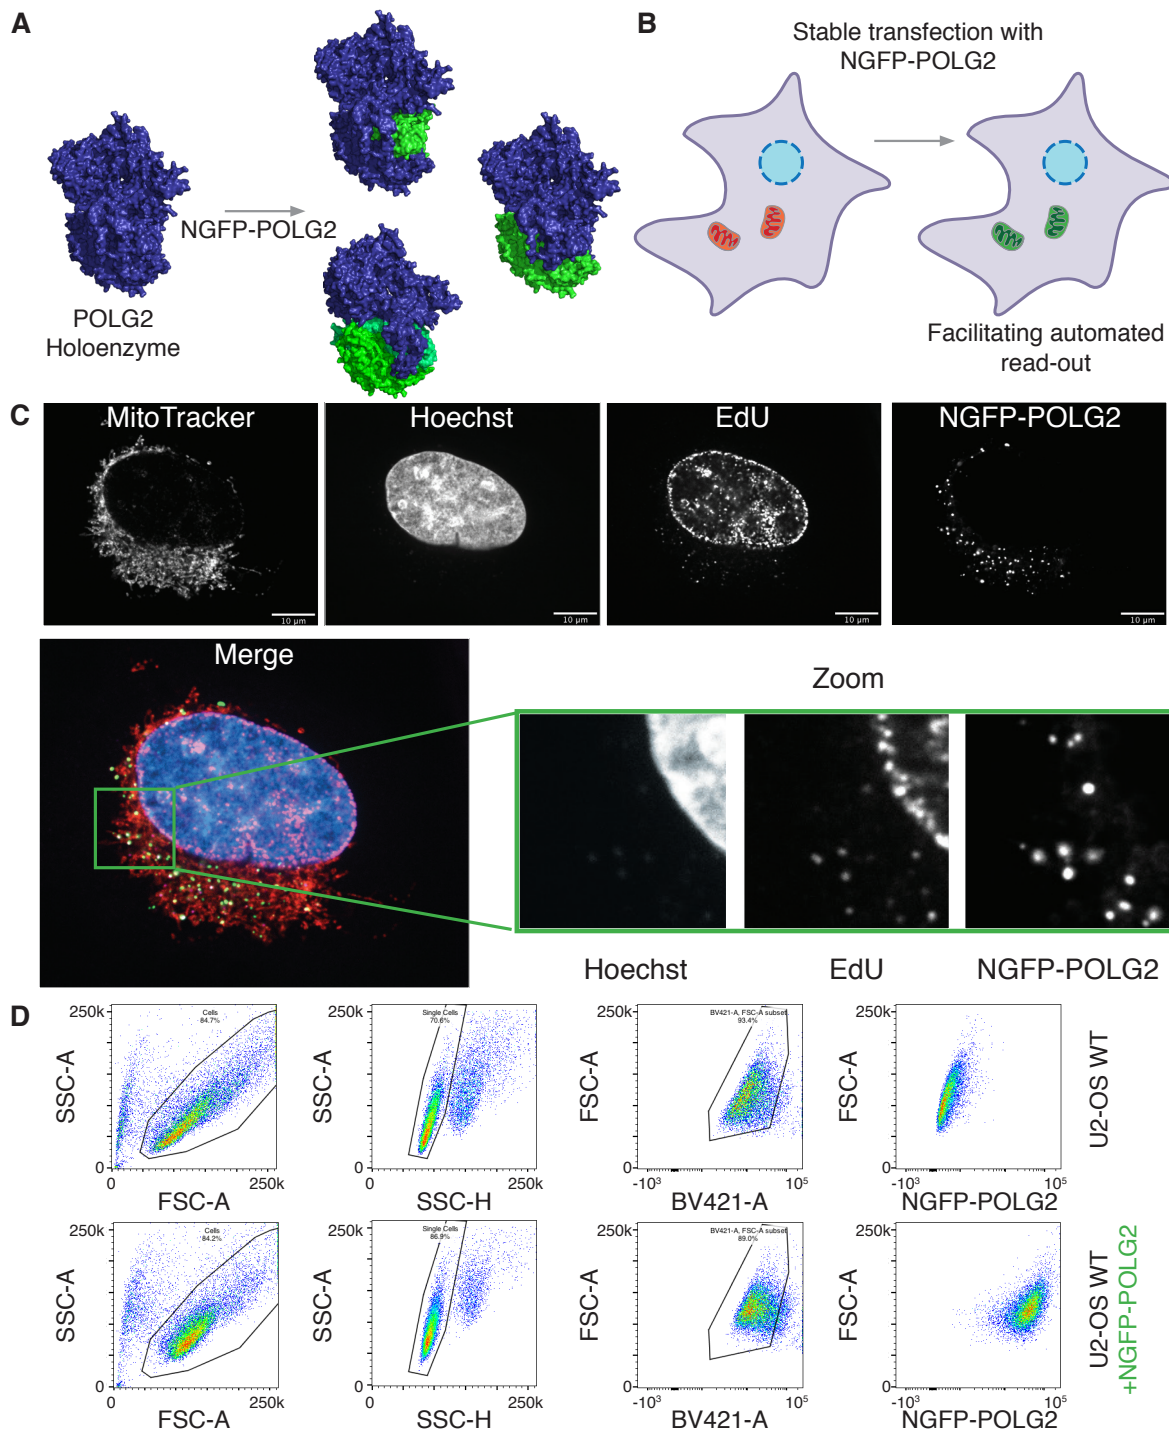 A
NGFP-POLG2
POLG2
Holoenzyme
B
Stable transfection with
NGFP-POLG2
Facilitating automated
read-out
C
MitoTracker
10 µm
Hoechst
10 µm
EdU
10 µm
NGFP-POLG2
10 µm
Merge
Zoom
Hoechst
EdU
NGFP-POLG2
D
250k
SSC-A
0
Cells
84.7%
0
250k
FSC-A
250k
SSC-A
0
Single Cells
70.6%
0
250k
SSC-H
250k
FSC-A
0
BV421-A, FSC-A subset
93.4%
-10³
10⁵
BV421-A
250k
FSC-A
0
-10³
10⁵
NGFP-POLG2
U2-OS WT
250k
SSC-A
0
Cells
84.2%
0
250k
FSC-A
250k
SSC-A
0
Single Cells
86.9%
0
250k
SSC-H
250k
FSC-A
0
BV421-A, FSC-A subset
89.0%
-10³
10⁵
BV421-A
250k
FSC-A
0
-10³
10⁵
NGFP-POLG2
U2-OS WT
+NGFP-POLG2